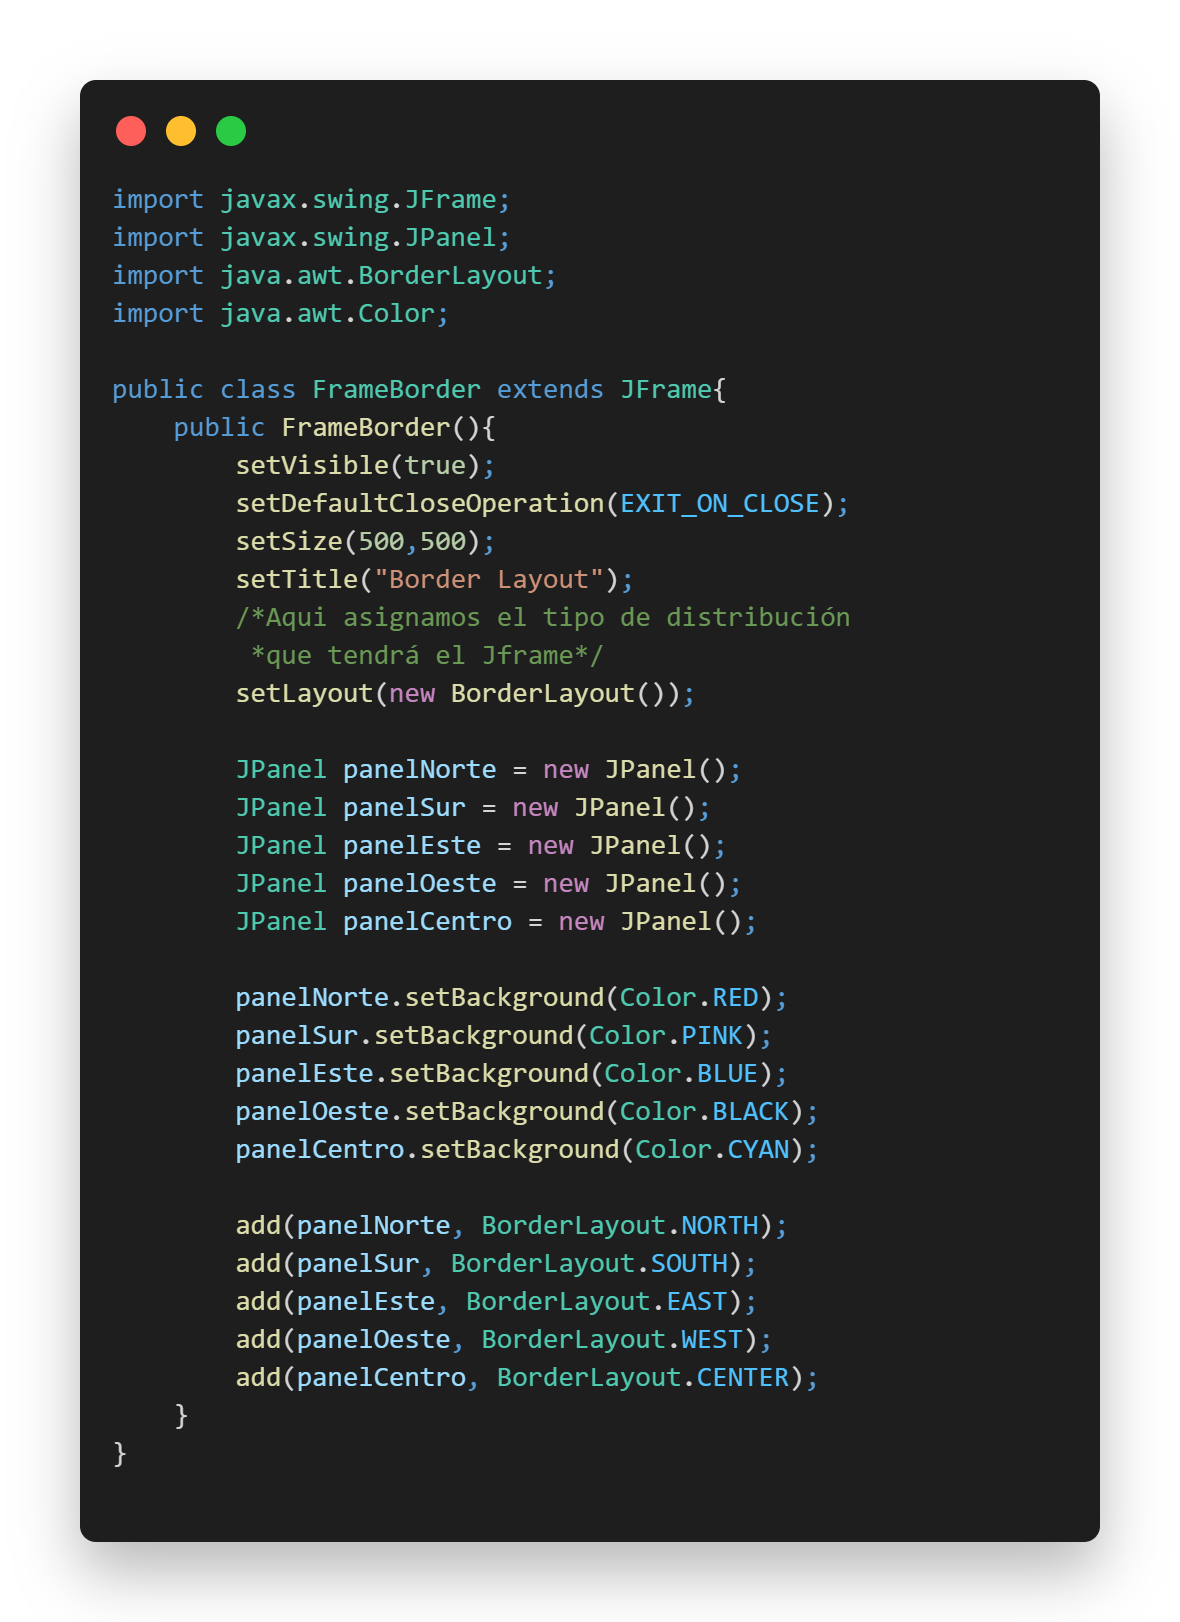 import javax.swing.JFrame;
import javax.swing.JPanel;
import java.awt.BorderLayout;
import java.awt.Color;

public class FrameBorder extends JFrame{
    public FrameBorder(){
        setVisible(true);
        setDefaultCloseOperation(EXIT_ON_CLOSE);
        setSize(500,500);
        setTitle("Border Layout");
        /*Aqui asignamos el tipo de distribución
         *que tendrá el Jframe*/
        setLayout(new BorderLayout());

        JPanel panelNorte = new JPanel();
        JPanel panelSur = new JPanel();
        JPanel panelEste = new JPanel();
        JPanel panelOeste = new JPanel();
        JPanel panelCentro = new JPanel();

        panelNorte.setBackground(Color.RED);
        panelSur.setBackground(Color.PINK);
        panelEste.setBackground(Color.BLUE);
        panelOeste.setBackground(Color.BLACK);
        panelCentro.setBackground(Color.CYAN);

        add(panelNorte, BorderLayout.NORTH);
        add(panelSur, BorderLayout.SOUTH);
        add(panelEste, BorderLayout.EAST);
        add(panelOeste, BorderLayout.WEST);
        add(panelCentro, BorderLayout.CENTER);
    }
}